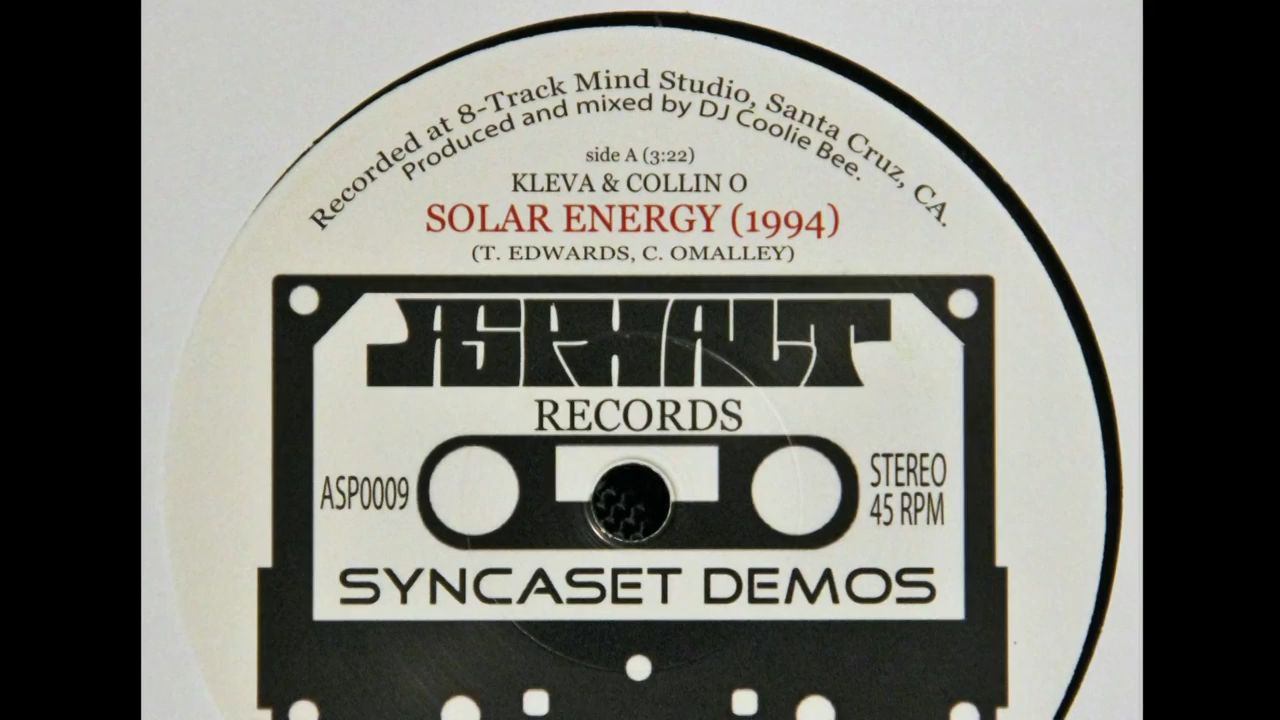 Recorded at 8-Track Mind Studio, Santa Cruz, CA.
Produced and mixed by DJ Coolie Bee.
side A (3:22)
KLEVA & COLLIN O
SOLAR ENERGY (1994)
(T. EDWARDS, C. OMALLEY)
ASPHALT
RECORDS
ASP0009
STEREO
45 RPM
SYNCASET DEMOS